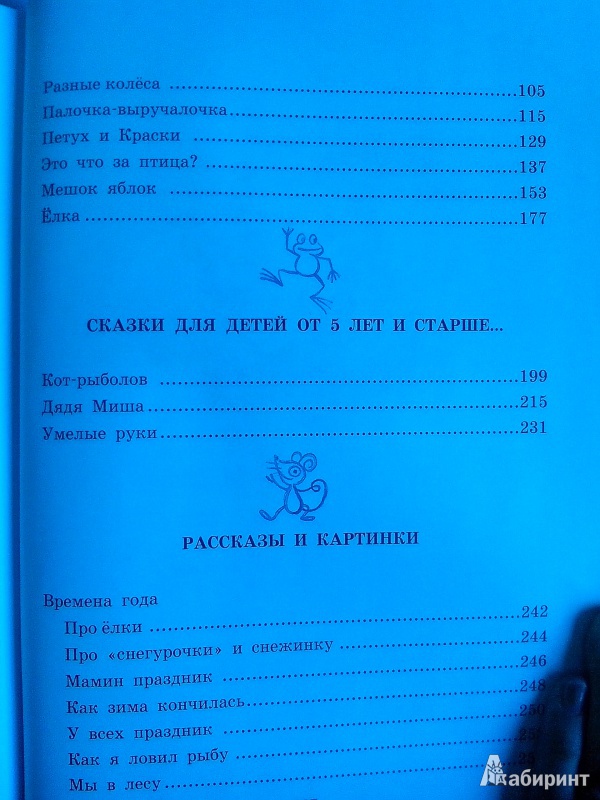 Разные колёса 105
Палочка-выручалочка 115
Петух и Краски 129
Это что за птица? 137
Мешок яблок 153
Ёлка 177
СКАЗКИ ДЛЯ ДЕТЕЙ ОТ 5 ЛЕТ И СТАРШЕ...
Кот-рыболов 199
Дядя Миша 215
Умелые руки 231
РАССКАЗЫ И КАРТИНКИ
Времена года
Про ёлки 242
Про «снегурочки» и снежинку 244
Мамин праздник 246
Как зима кончилась 248
У всех праздник 250
Как я ловил рыбу
Мы в лесу
Лабиринт